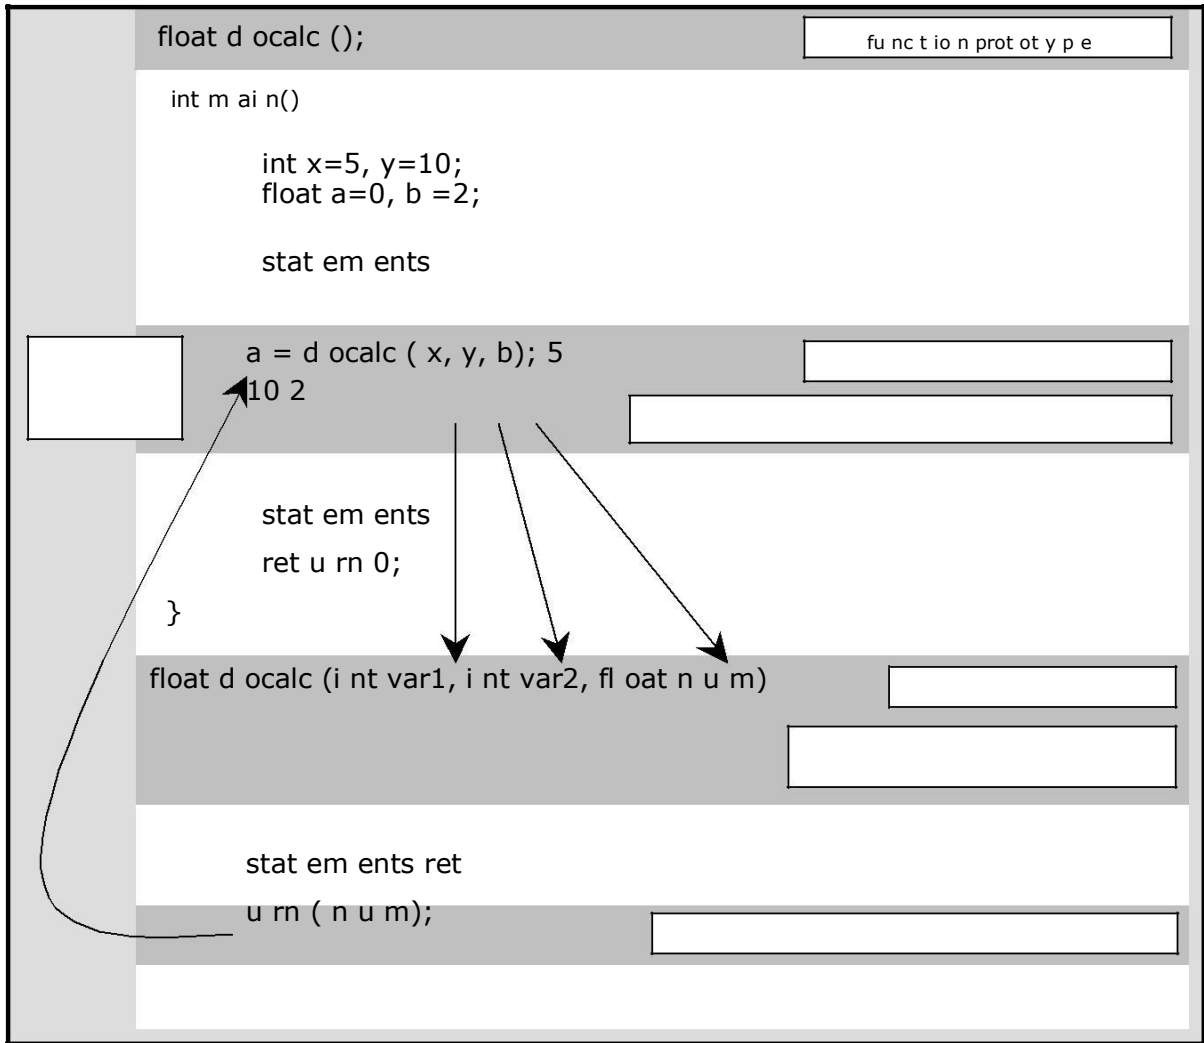 float d ocalc ();
fu nc t io n prot ot y p e
int m ai n()
int x=5, y=10;
float a=0, b =2;
stat em ents
a = d ocalc ( x, y, b); 5
10 2
stat em ents
ret u rn 0;
}
float d ocalc (i nt var1, i nt var2, fl oat n u m)
stat em ents ret
u rn ( n u m);